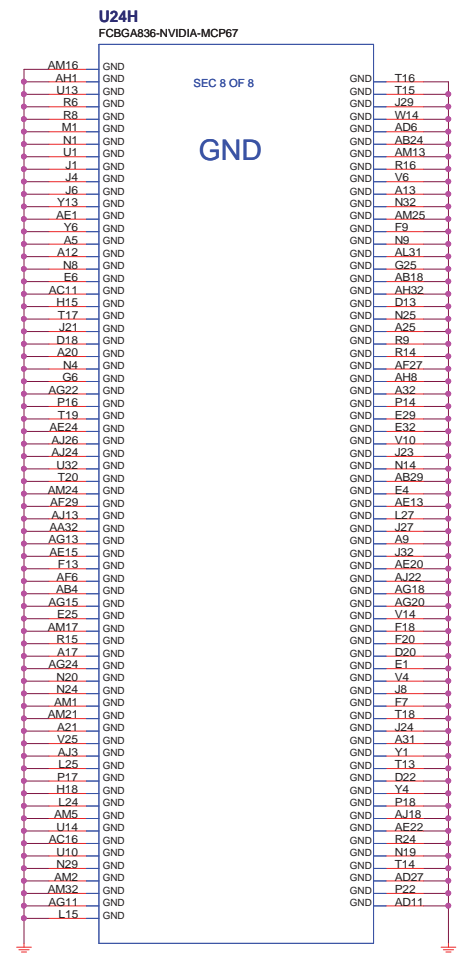 U24H
FCBGA836-NVIDIA-MCP67
SEC 8 OF 8
GND
AM16 GND
AH1 GND GND T16
U13 GND GND T15
R6 GND GND J29
R8 GND GND W14
M1 GND GND AD6
N1 GND GND AB24
U1 GND GND AM13
J1 GND GND R16
J4 GND GND V6
J6 GND GND A13
Y13 GND GND N32
AE1 GND GND AM25
Y6 GND GND F9
A5 GND GND N9
A12 GND GND AL31
N8 GND GND G25
E6 GND GND AB18
AC11 GND GND AH32
H15 GND GND D13
T17 GND GND N25
J21 GND GND A25
D18 GND GND R9
A20 GND GND R14
N4 GND GND AF27
G6 GND GND AH8
AG22 GND GND A32
P16 GND GND P14
T19 GND GND E29
AE24 GND GND E32
AJ26 GND GND V10
AJ24 GND GND J23
U32 GND GND N14
T20 GND GND AB29
AM24 GND GND E4
AF29 GND GND AE13
AJ13 GND GND L27
AA32 GND GND J27
AG13 GND GND A9
AE15 GND GND J32
F13 GND GND AE20
AF6 GND GND AJ22
AB4 GND GND AG18
AG15 GND GND AG20
E25 GND GND V14
AM17 GND GND F18
R15 GND GND F20
A17 GND GND D20
AG24 GND GND E1
N20 GND GND V4
N24 GND GND J8
AM1 GND GND F7
AM21 GND GND T18
A21 GND GND J24
V25 GND GND A31
AJ3 GND GND Y1
L25 GND GND T13
P17 GND GND D22
H18 GND GND Y4
L24 GND GND P18
AM5 GND GND AJ18
U14 GND GND AE22
AC16 GND GND R24
U10 GND GND N19
N29 GND GND T14
AM2 GND GND AD27
AM32 GND GND P22
AG11 GND GND AD11
L15 GND